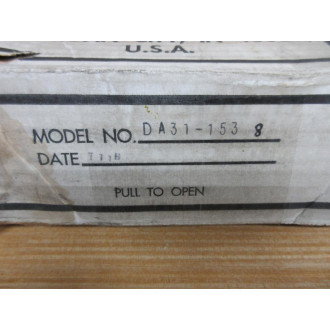 U.S.A.
MODEL NO. DA31-153 8
DATE
PULL TO OPEN